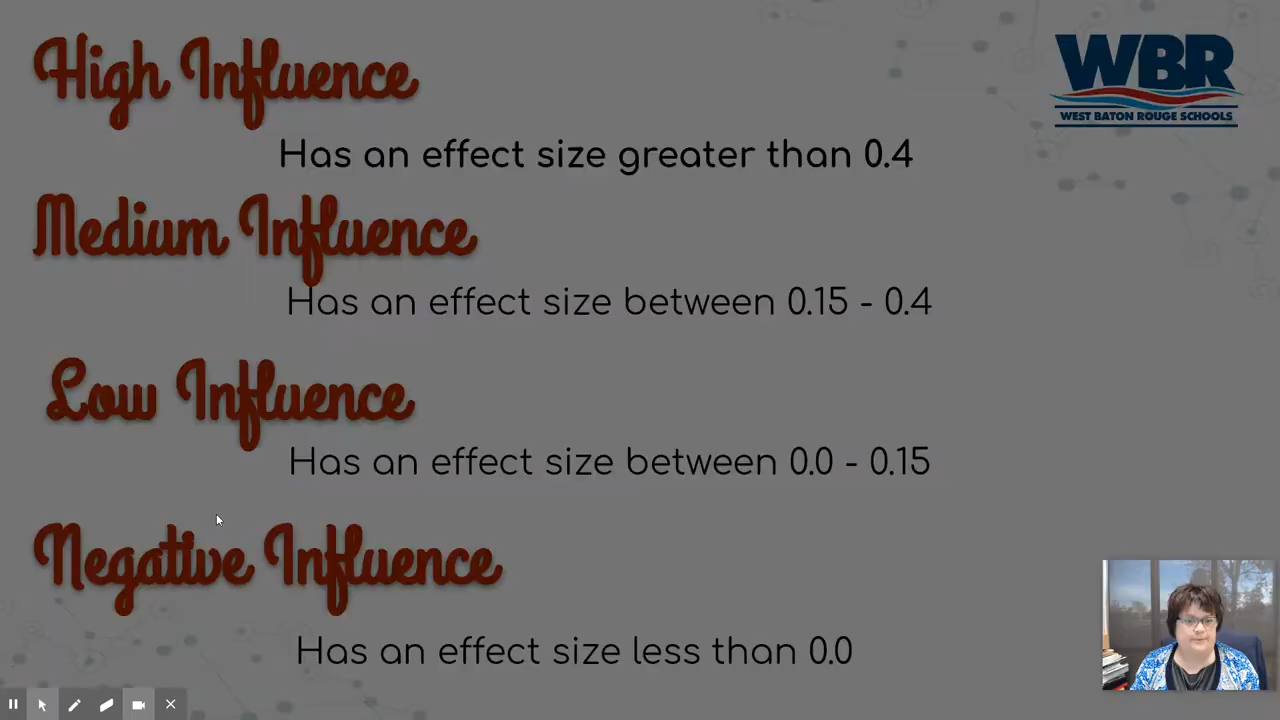 High Influence
WBR
WEST BATON ROUGE SCHOOLS
Has an effect size greater than 0.4
Medium Influence
Has an effect size between 0.15 - 0.4
Low Influence
Has an effect size between 0.0 - 0.15
Negative Influence
Has an effect size less than 0.0